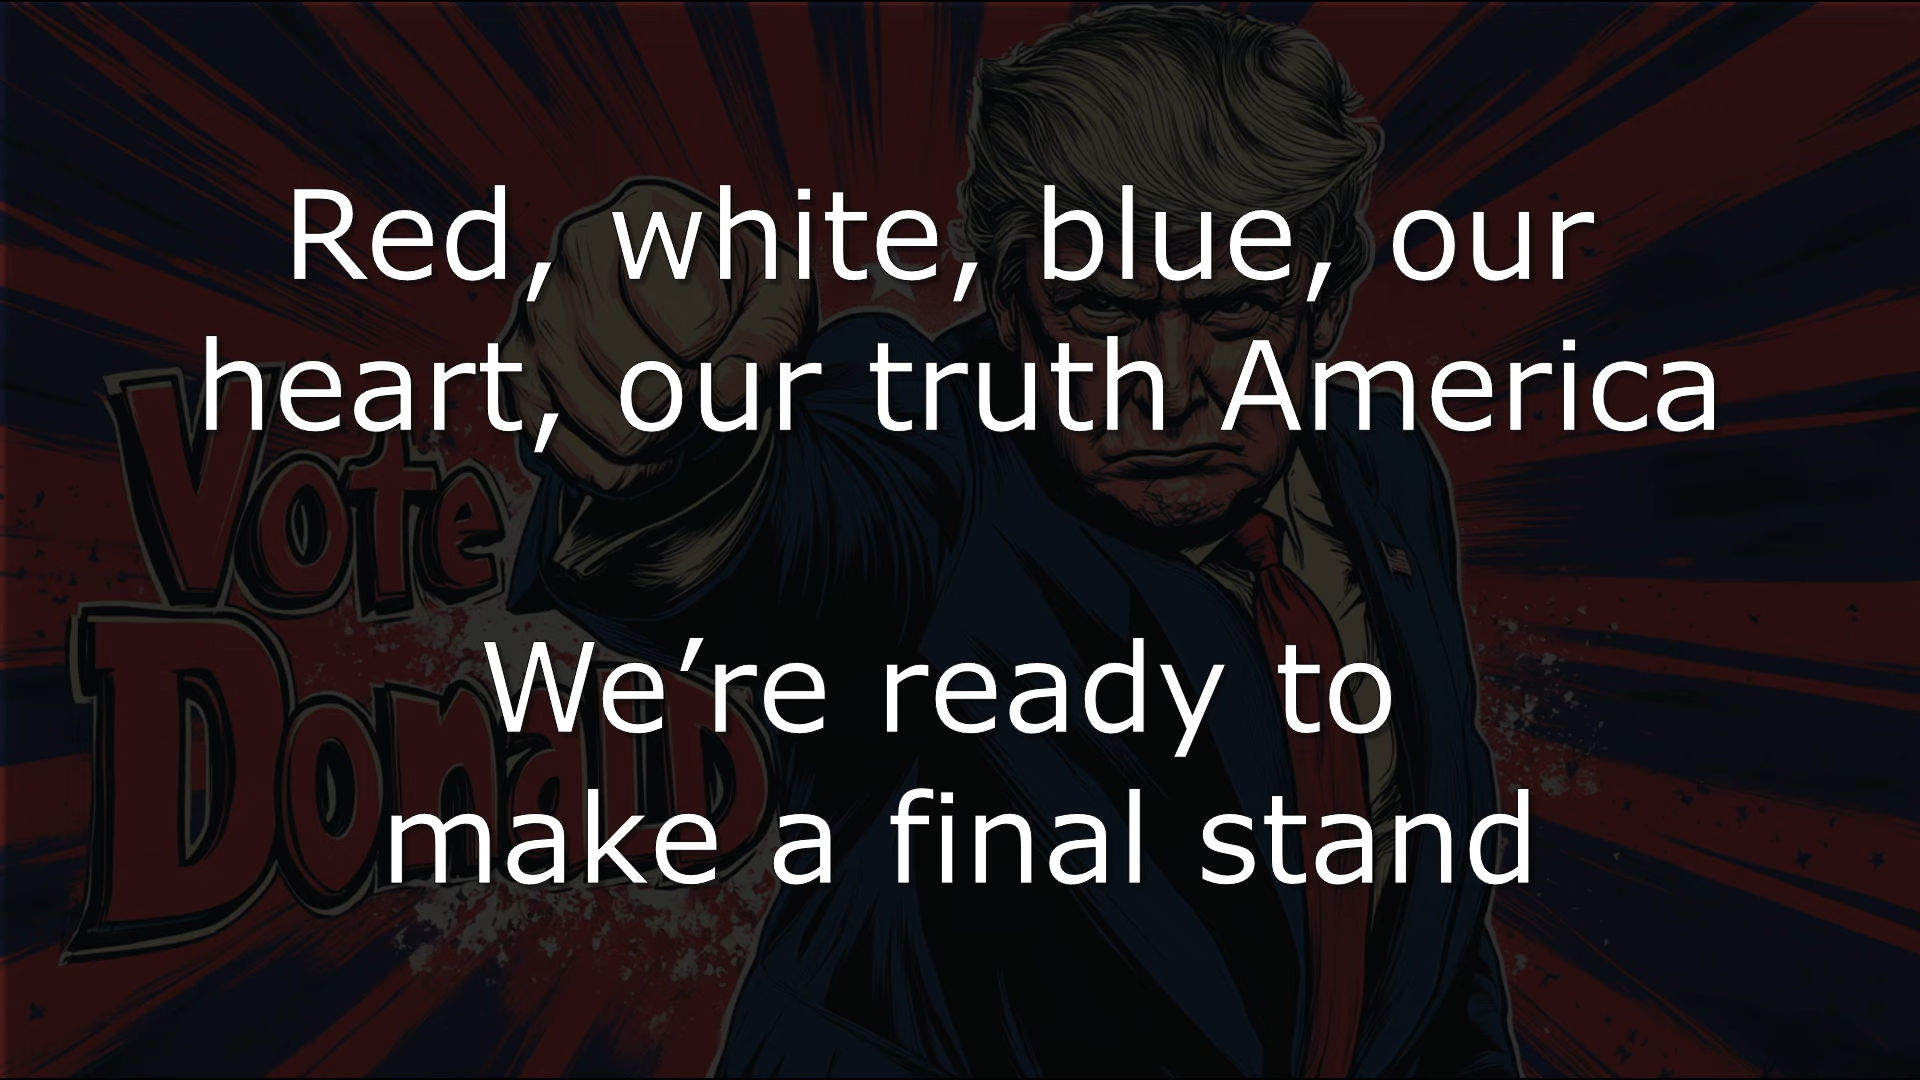 Red, white, blue, our
heart, our truth America
We’re ready to
make a final stand
Vote
Donald